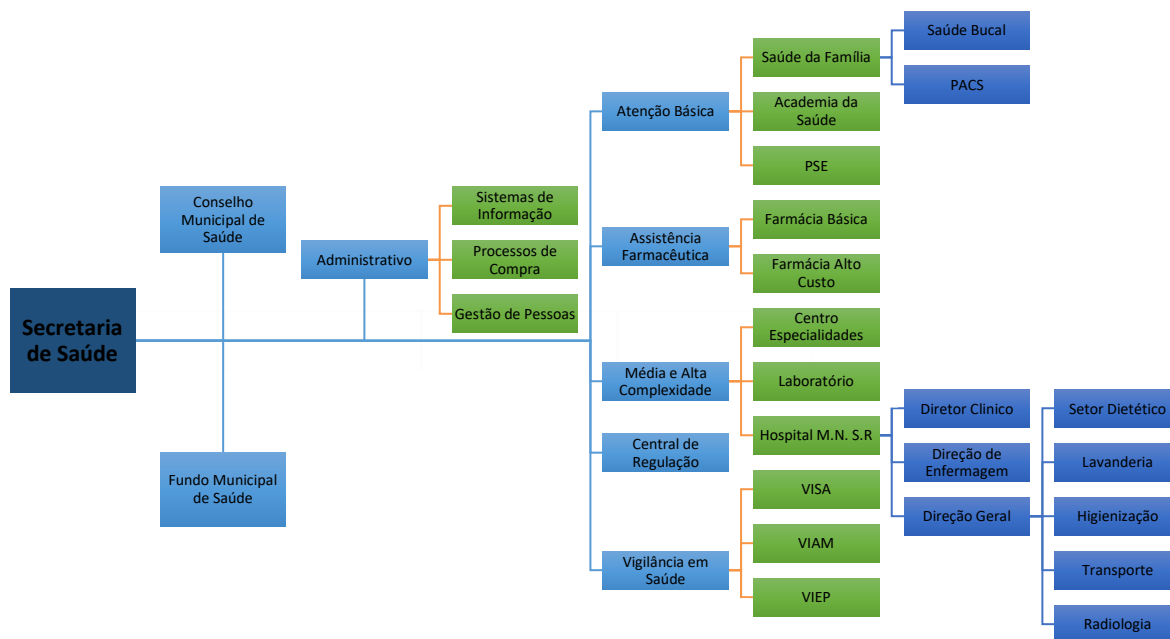 Secretaria
de Saúde
Conselho
Municipal de
Saúde
Fundo Municipal
de Saúde
Administrativo
Sistemas de
Informação
Processos de
Compra
Gestão de Pessoas
Atenção Básica
Saúde da Família
Saúde Bucal
PACS
Academia da
Saúde
PSE
Assistência
Farmacêutica
Farmácia Básica
Farmácia Alto
Custo
Média e Alta
Complexidade
Centro
Especialidades
Laboratório
Hospital M.N. S.R
Diretor Clinico
Direção de
Enfermagem
Direção Geral
Setor Dietético
Lavanderia
Higienização
Transporte
Radiologia
Central de
Regulação
Vigilância em
Saúde
VISA
VIAM
VIEP